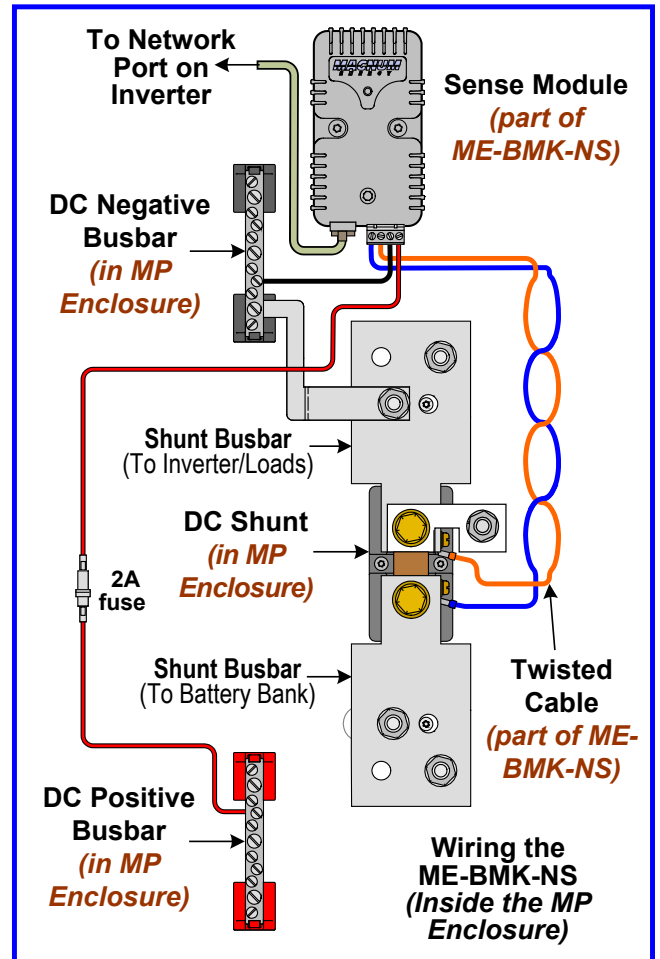 To Network
Port on
Inverter
MAGNUM
ENERGY
Sense Module
(part of
ME-BMK-NS)
DC Negative
Busbar
(in MP
Enclosure)
Shunt Busbar
(To Inverter/Loads)
DC Shunt
(in MP
Enclosure)
2A
fuse
Shunt Busbar
(To Battery Bank)
Twisted
Cable
(part of ME-
BMK-NS)
DC Positive
Busbar
(in MP
Enclosure)
Wiring the
ME-BMK-NS
(Inside the MP
Enclosure)